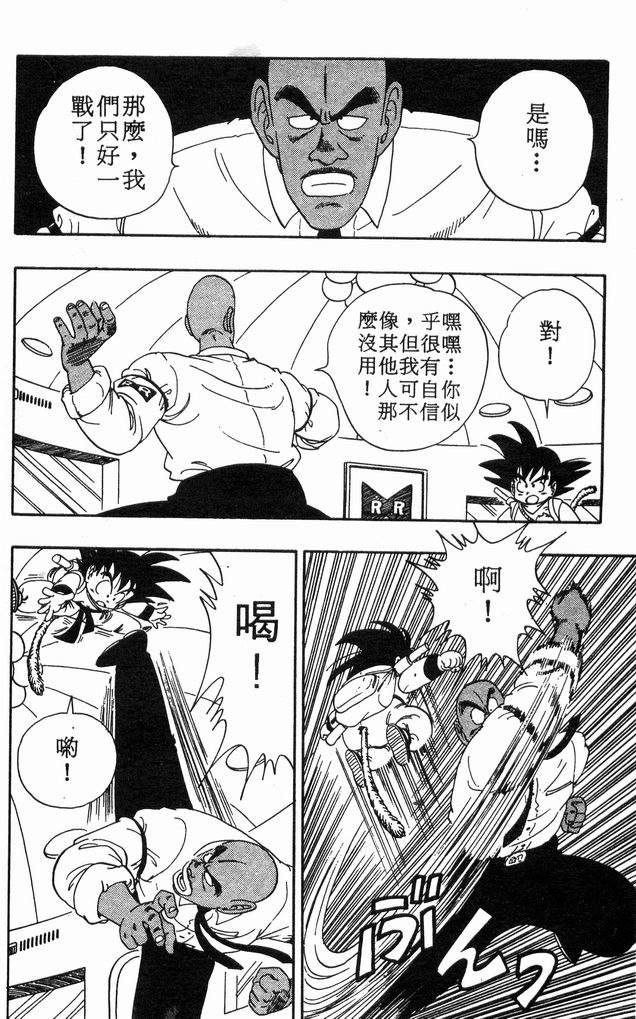 是嗎…
那麼，我
們只好一
戰了！
對！
嘿嘿…你似
乎很有自信
，但我可不
像其他人那
麼沒用！
R R
啊！
ぶんっ
喝！
喲！